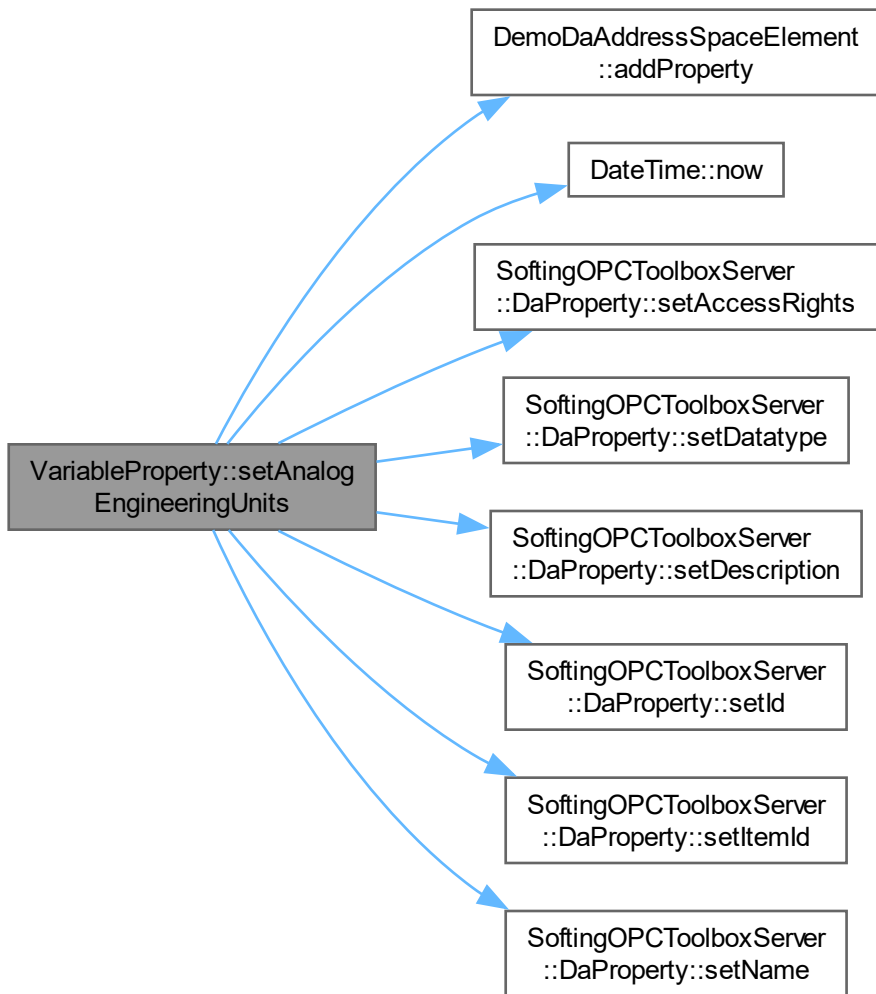 DemoDaAddressSpaceElement
::addProperty
DateTime::now
SoftingOPCToolboxServer
::DaProperty::setAccessRights
SoftingOPCToolboxServer
::DaProperty::setDatatype
VariableProperty::setAnalog
EngineeringUnits
SoftingOPCToolboxServer
::DaProperty::setDescription
SoftingOPCToolboxServer
::DaProperty::setId
SoftingOPCToolboxServer
::DaProperty::setItemId
SoftingOPCToolboxServer
::DaProperty::setName